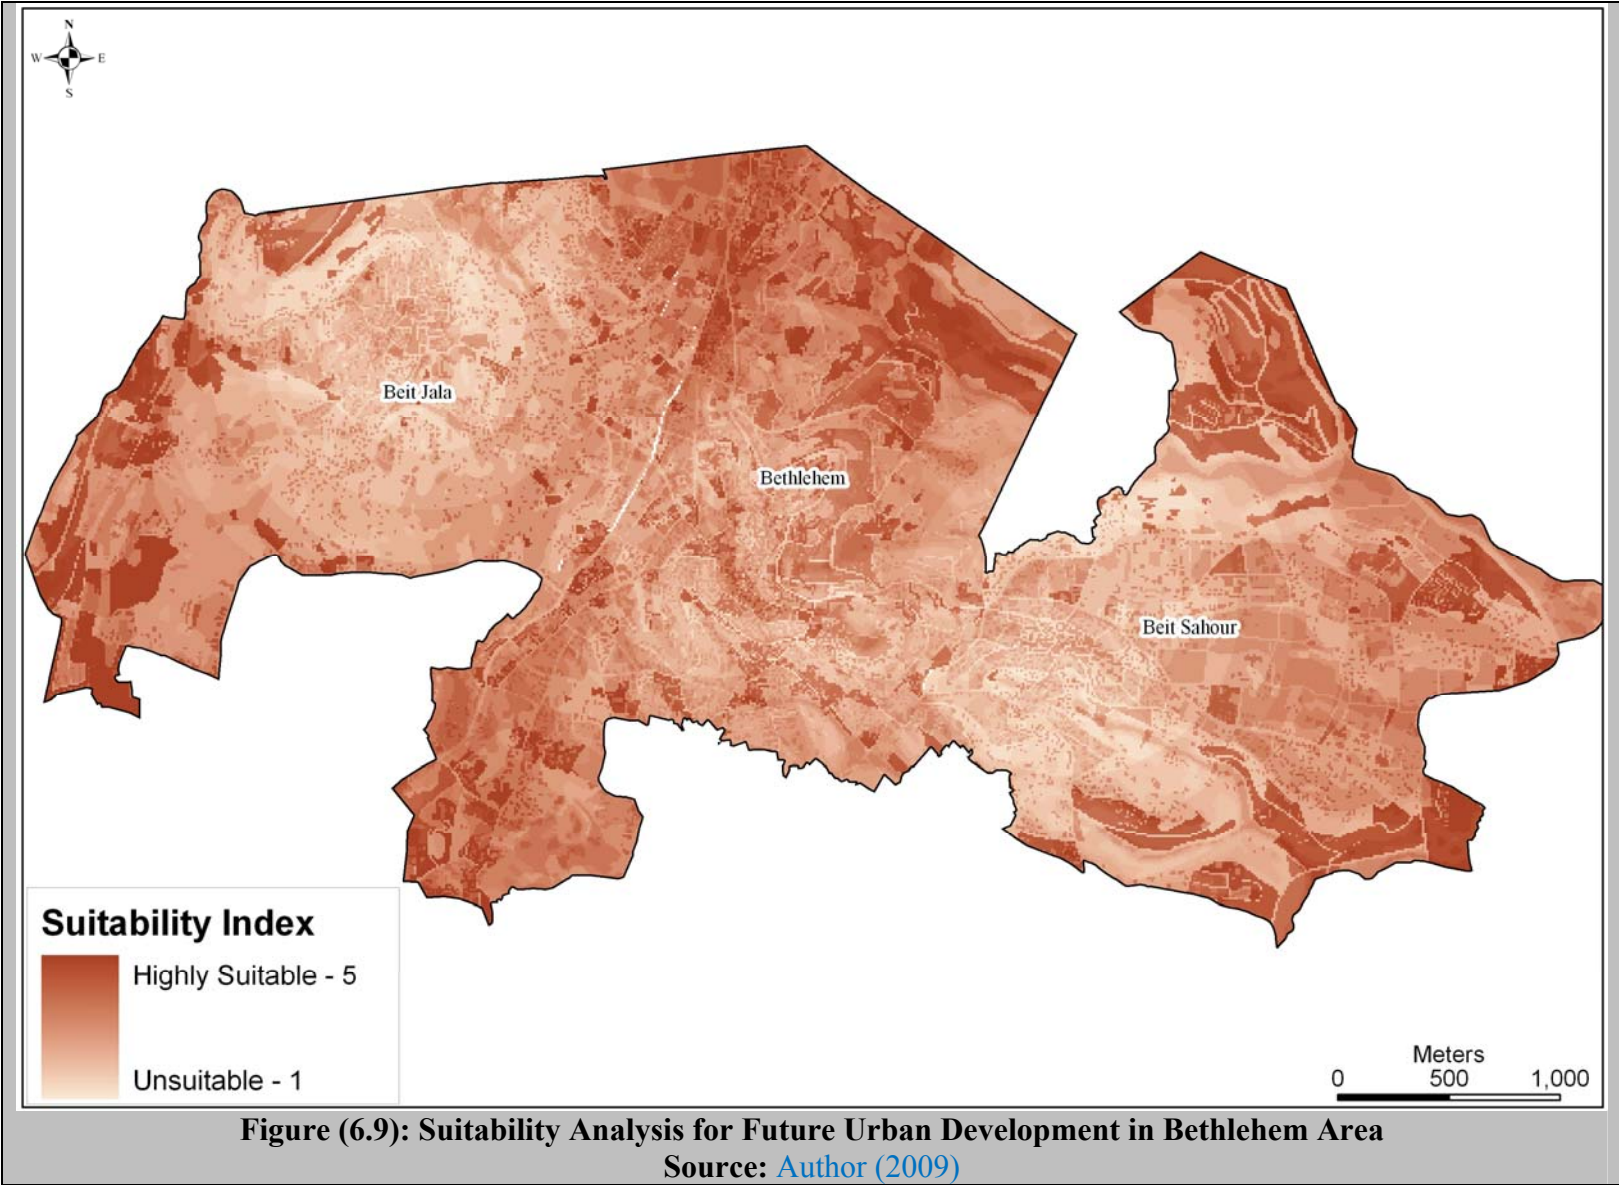 N
W E
S
Beit Jala
Bethlehem
Beit Sahour
Suitability Index
Highly Suitable - 5
Unsuitable - 1
Meters
0 500 1,000
Figure (6.9): Suitability Analysis for Future Urban Development in Bethlehem Area
Source: Author (2009)